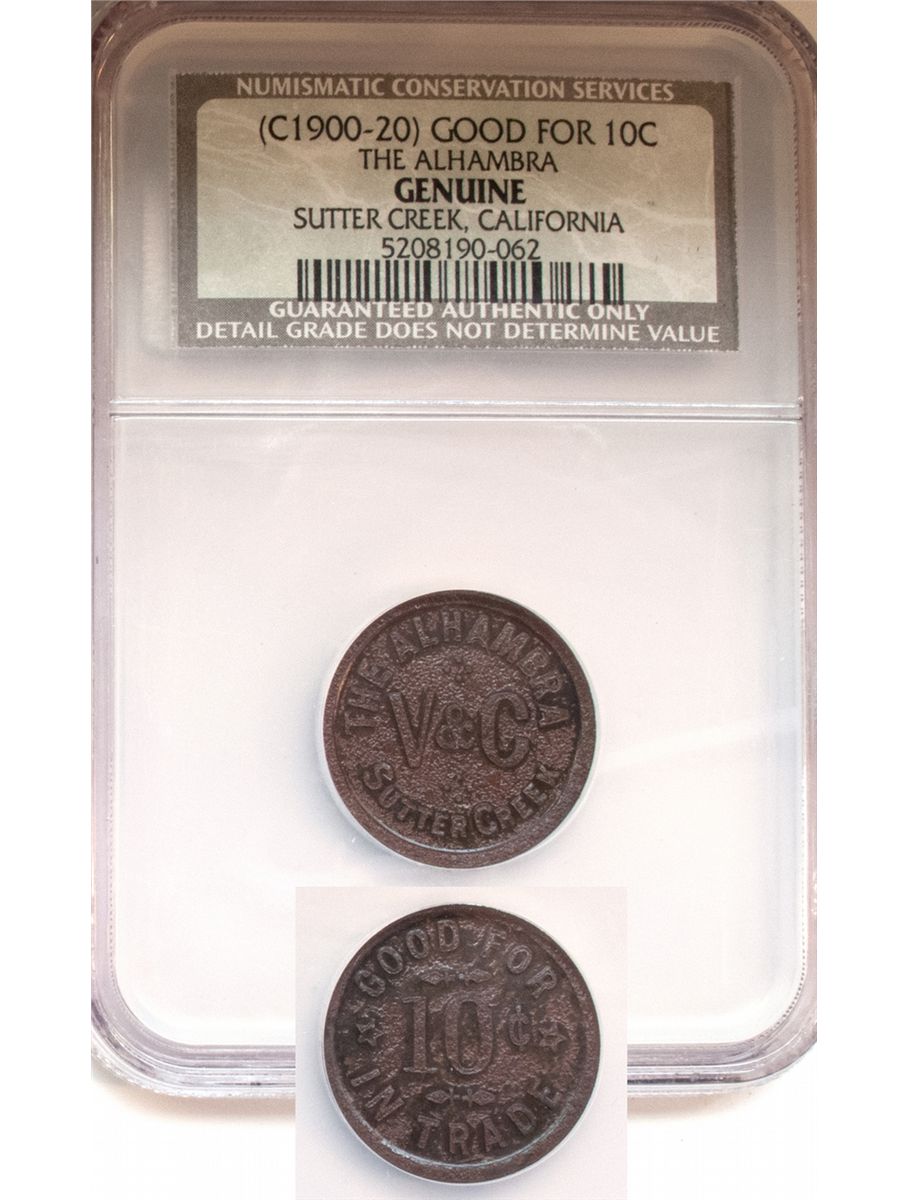 NUMISMATIC CONSERVATION SERVICES
(C1900-20) GOOD FOR 10C
THE ALHAMBRA
GENUINE
SUTTER CREEK, CALIFORNIA
5208190-062
GUARANTEED AUTHENTIC ONLY
DETAIL GRADE DOES NOT DETERMINE VALUE
THE ALHAMBRA
V&C
SUTTER CREEK
GOOD FOR
10¢
IN TRADE